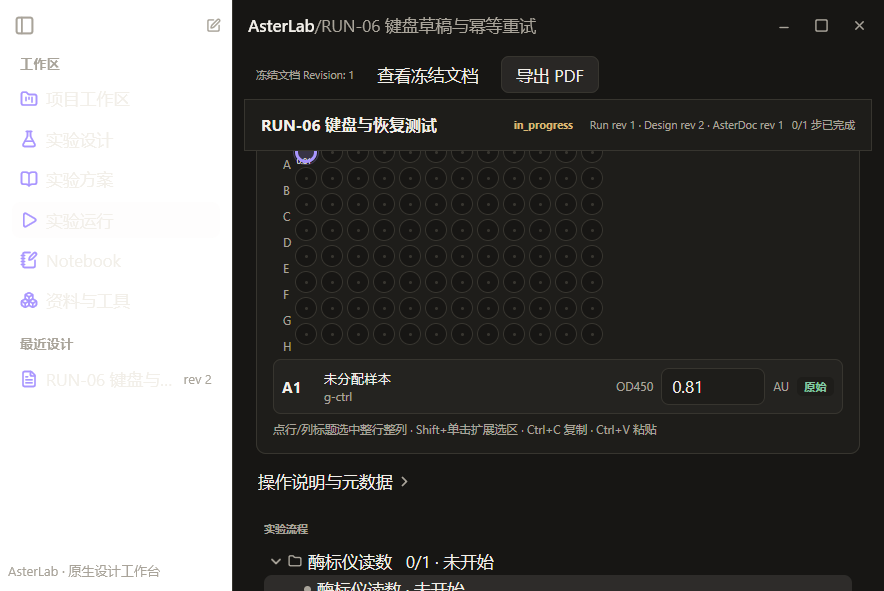 AsterLab/RUN-06 键盘草稿与幂等重试
工作区
项目工作区
实验设计
实验方案
实验运行
Notebook
资料与工具
最近设计
RUN-06 键盘与... rev 2
AsterLab · 原生设计工作台
冻结文档 Revision: 1 查看冻结文档 导出 PDF
RUN-06 键盘与恢复测试 in_progress Run rev 1 · Design rev 2 · AsterDoc rev 1 0/1 步已完成
A
B
C
D
E
F
G
H
A1 未分配样本 OD450 0.81 AU 原始
g-ctrl
点行/列标题选中整行整列 · Shift+单击扩展选区 · Ctrl+C 复制 · Ctrl+V 粘贴
操作说明与元数据
实验流程
酶标仪读数 0/1 · 未开始
酶标仪读数 · 未开始